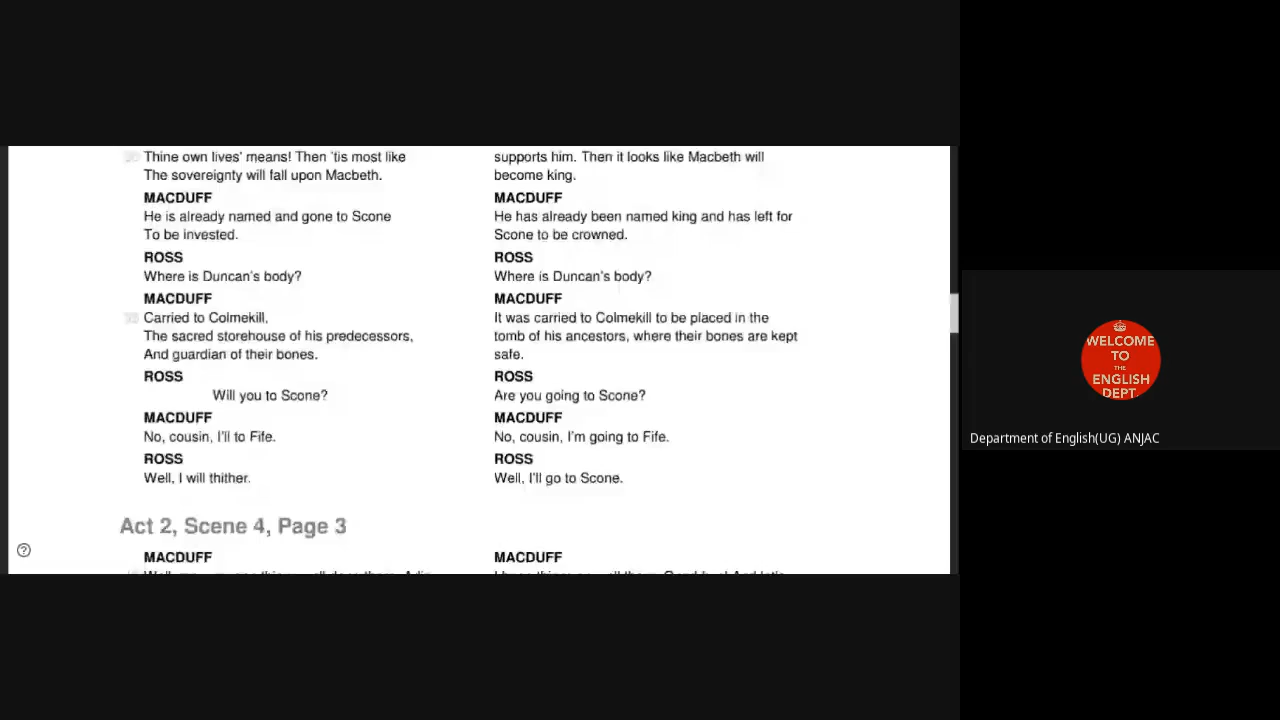 Thine own lives' means! Then 'tis most like
The sovereignty will fall upon Macbeth.
MACDUFF
He is already named and gone to Scone
To be invested.
ROSS
Where is Duncan's body?
MACDUFF
Carried to Colmekill,
The sacred storehouse of his predecessors,
And guardian of their bones.
ROSS
Will you to Scone?
MACDUFF
No, cousin, I'll to Fife.
ROSS
Well, I will thither.
supports him. Then it looks like Macbeth will
become king.
MACDUFF
He has already been named king and has left for
Scone to be crowned.
ROSS
Where is Duncan's body?
MACDUFF
It was carried to Colmekill to be placed in the
tomb of his ancestors, where their bones are kept
safe.
ROSS
Are you going to Scone?
MACDUFF
No, cousin, I'm going to Fife.
ROSS
Well, I'll go to Scone.
Act 2, Scene 4, Page 3
MACDUFF
MACDUFF
WELCOME
TO
THE
ENGLISH
DEPT.
Department of English(UG) ANJAC